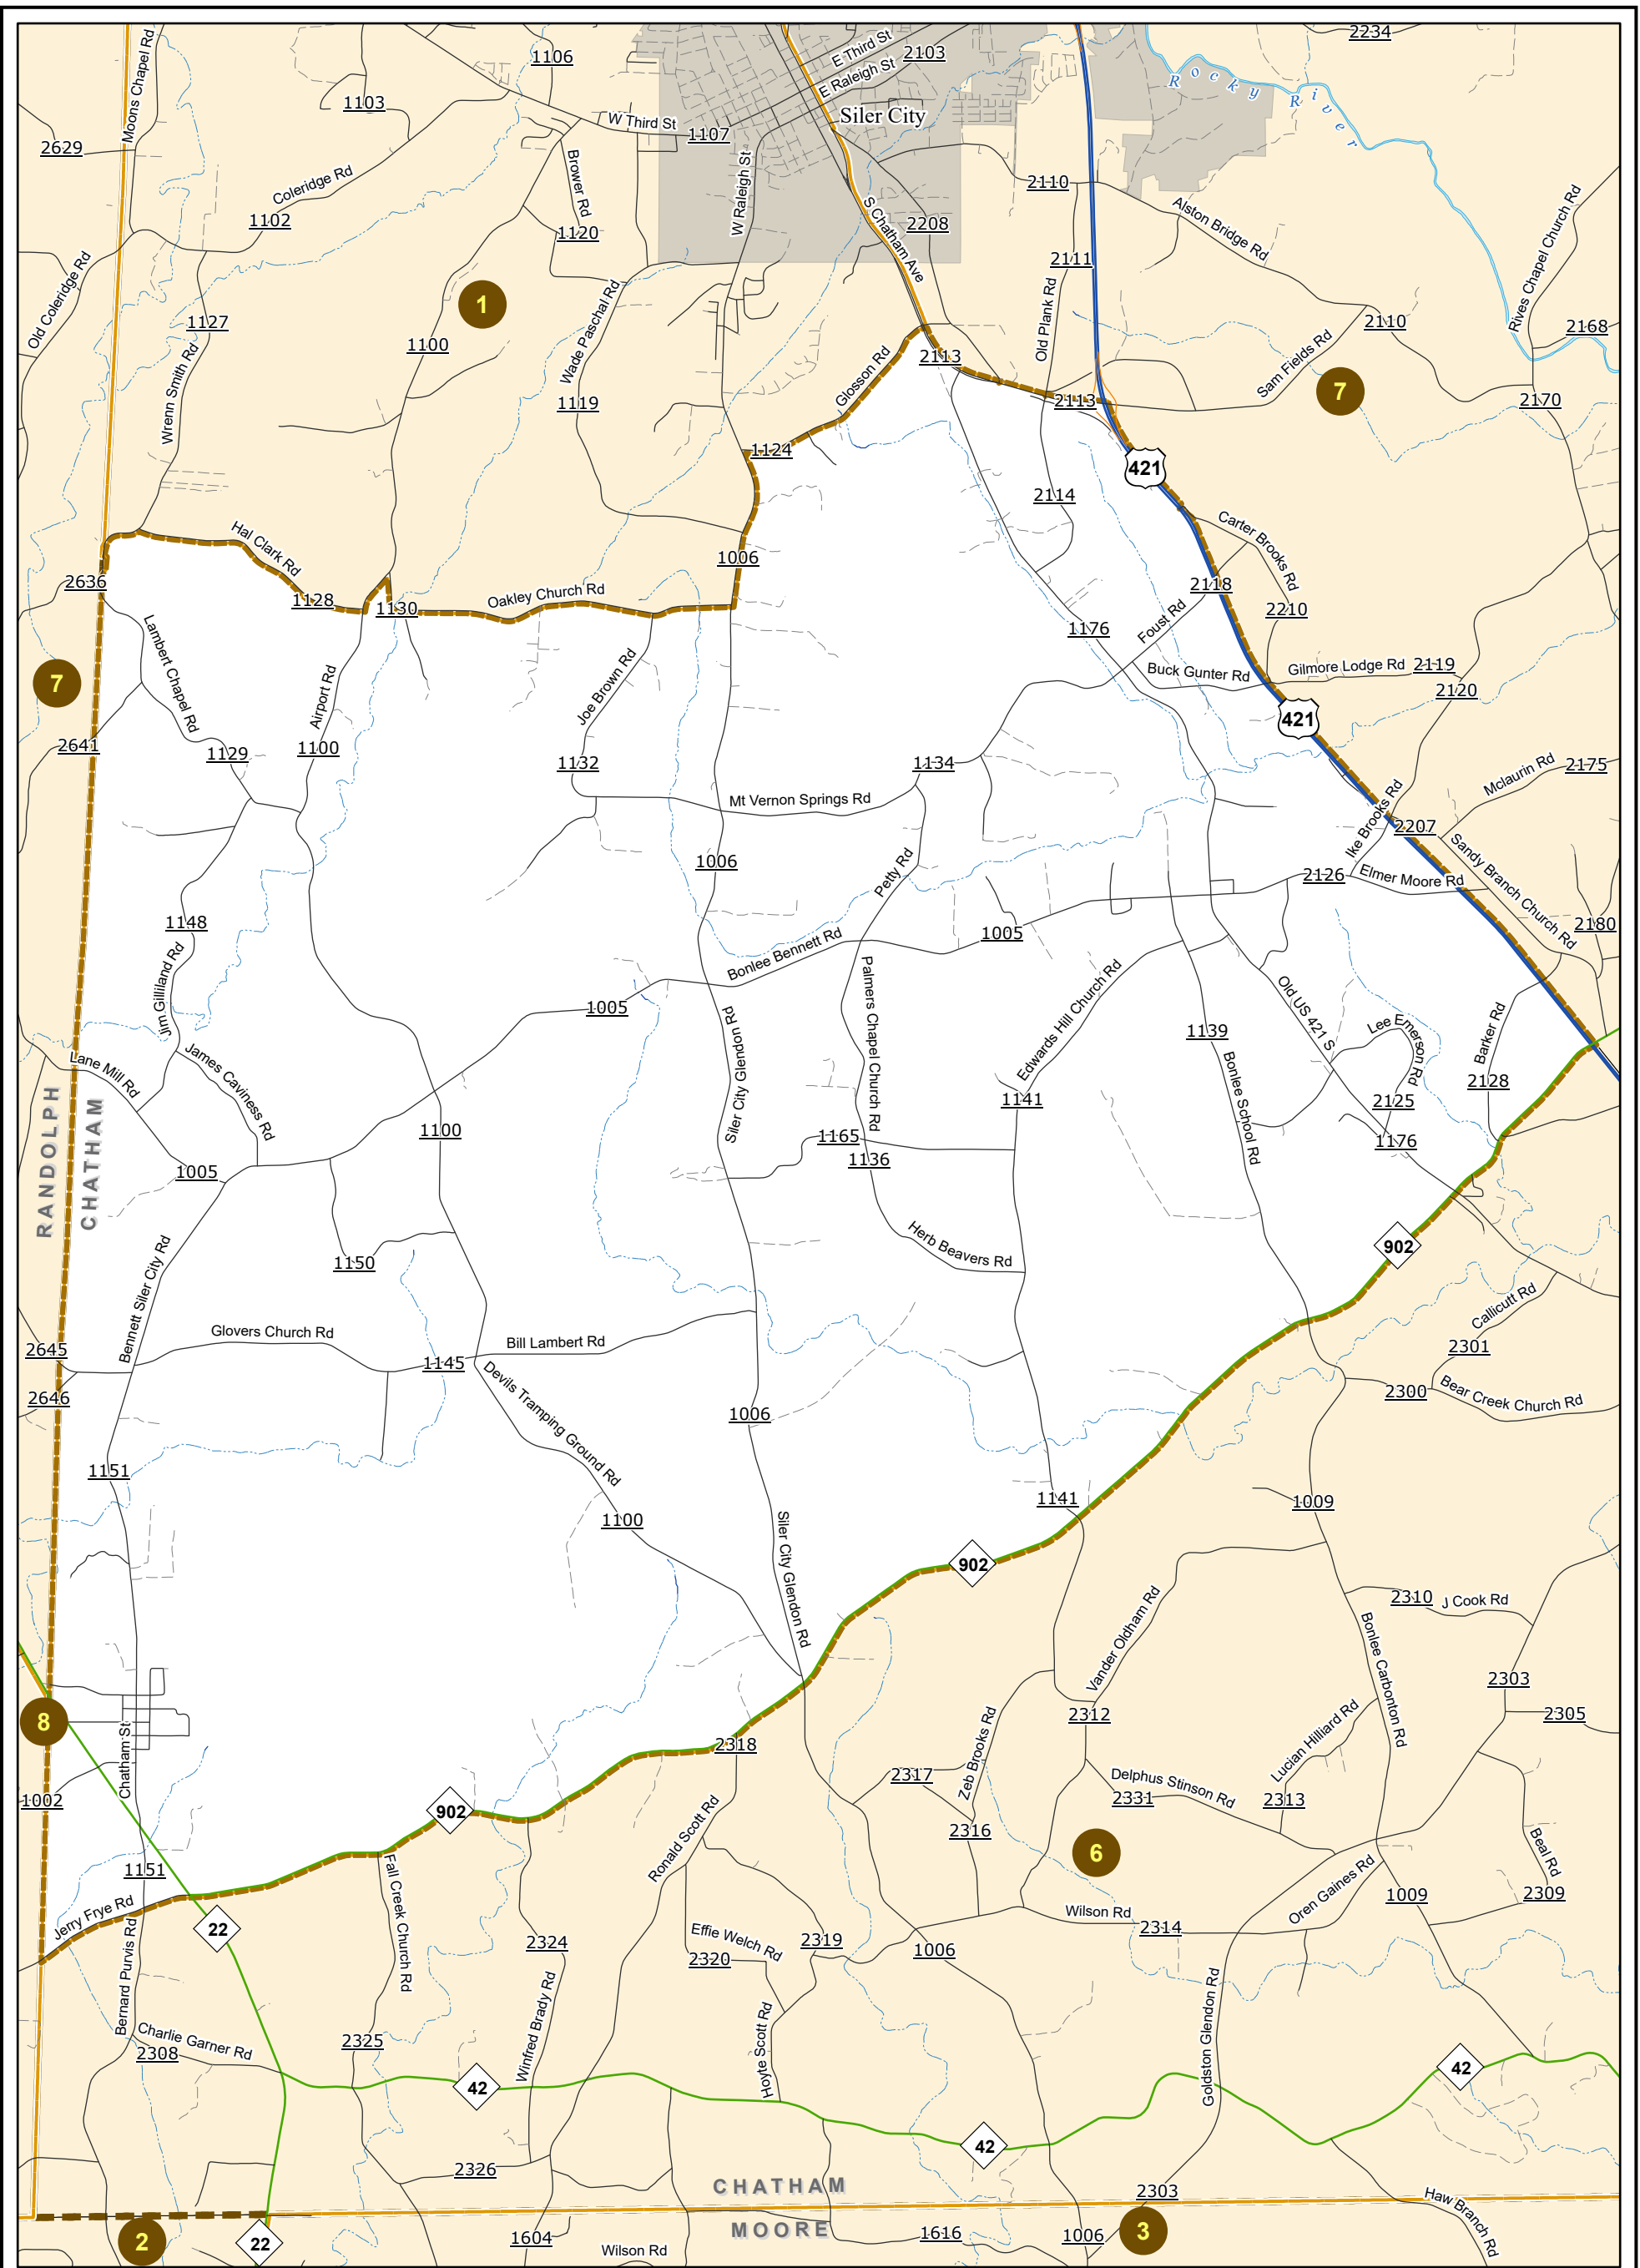 2234
Moons Chapel Rd
1106
E Third St
2103
E Raleigh St
1103
Rocky River
Siler City
W Third St
1107
2629
Brower Rd
W Raleigh St
2110
Coleridge Rd
1102
1120
S Chatham Ave
2208
Alston Bridge Rd
Rives Chapel Church Rd
Old Coleridge Rd
2111
1
1127
Wade Paschal Rd
Old Plank Rd
2110
2168
1100
Wrenn Smith Rd
Glosson Rd
2113
Sam Fields Rd
7
1119
2113
2170
1124
421
2114
Hal Clark Rd
Carter Brooks Rd
1006
2636
2118
1128
1130
Oakley Church Rd
2210
Lambert Chapel Rd
1176
Foust Rd
7
Airport Rd
Joe Brown Rd
Buck Gunter Rd
Gilmore Lodge Rd
2119
2120
421
2641
1129
1100
1132
1134
Mclaurin Rd
2175
Mt Vernon Springs Rd
Ike Brooks Rd
2207
1006
Petty Rd
2126
Elmer Moore Rd
Sandy Branch Church Rd
1148
1005
2180
Jim Gilliland Rd
Bonlee Bennett Rd
Palmers Chapel Church Rd
Edwards Hill Church Rd
1005
Siler City Glendon Rd
1139
Old US 421 S
Lee Emerson Rd
Barker Rd
Lane Mill Rd
James Caviness Rd
Bonlee School Rd
2128
1141
2125
RANDOLPH
CHATHAM
1100
1165
1136
1176
1005
Herb Beavers Rd
902
1150
Bennett Siler City Rd
Callicutt Rd
Glovers Church Rd
Bill Lambert Rd
2645
1145
2301
2646
Devils Tramping Ground Rd
2300
Bear Creek Church Rd
1006
1151
1141
1009
1100
Siler City Glendon Rd
902
Vander Oldham Rd
2310
J Cook Rd
Bonlee Carbonton Rd
2303
8
Chatham St
Zeb Brooks Rd
2312
Lucian Hilliard Rd
2305
2318
2317
Delphus Stinson Rd
1002
902
2331
2313
2316
Ronald Scott Rd
6
Beal Rd
1151
Fall Creek Church Rd
Oren Gaines Rd
1009
2309
Jerry Frye Rd
22
Wilson Rd
2314
Effie Welch Rd
2319
Bernard Purvis Rd
2324
2320
1006
Winfred Brady Rd
Hoyte Scott Rd
Goldston Glendon Rd
Charlie Garner Rd
2325
2308
42
42
42
2326
CHATHAM
2303
Haw Branch Rd
MOORE
2
22
1604
1616
1006
3
Wilson Rd